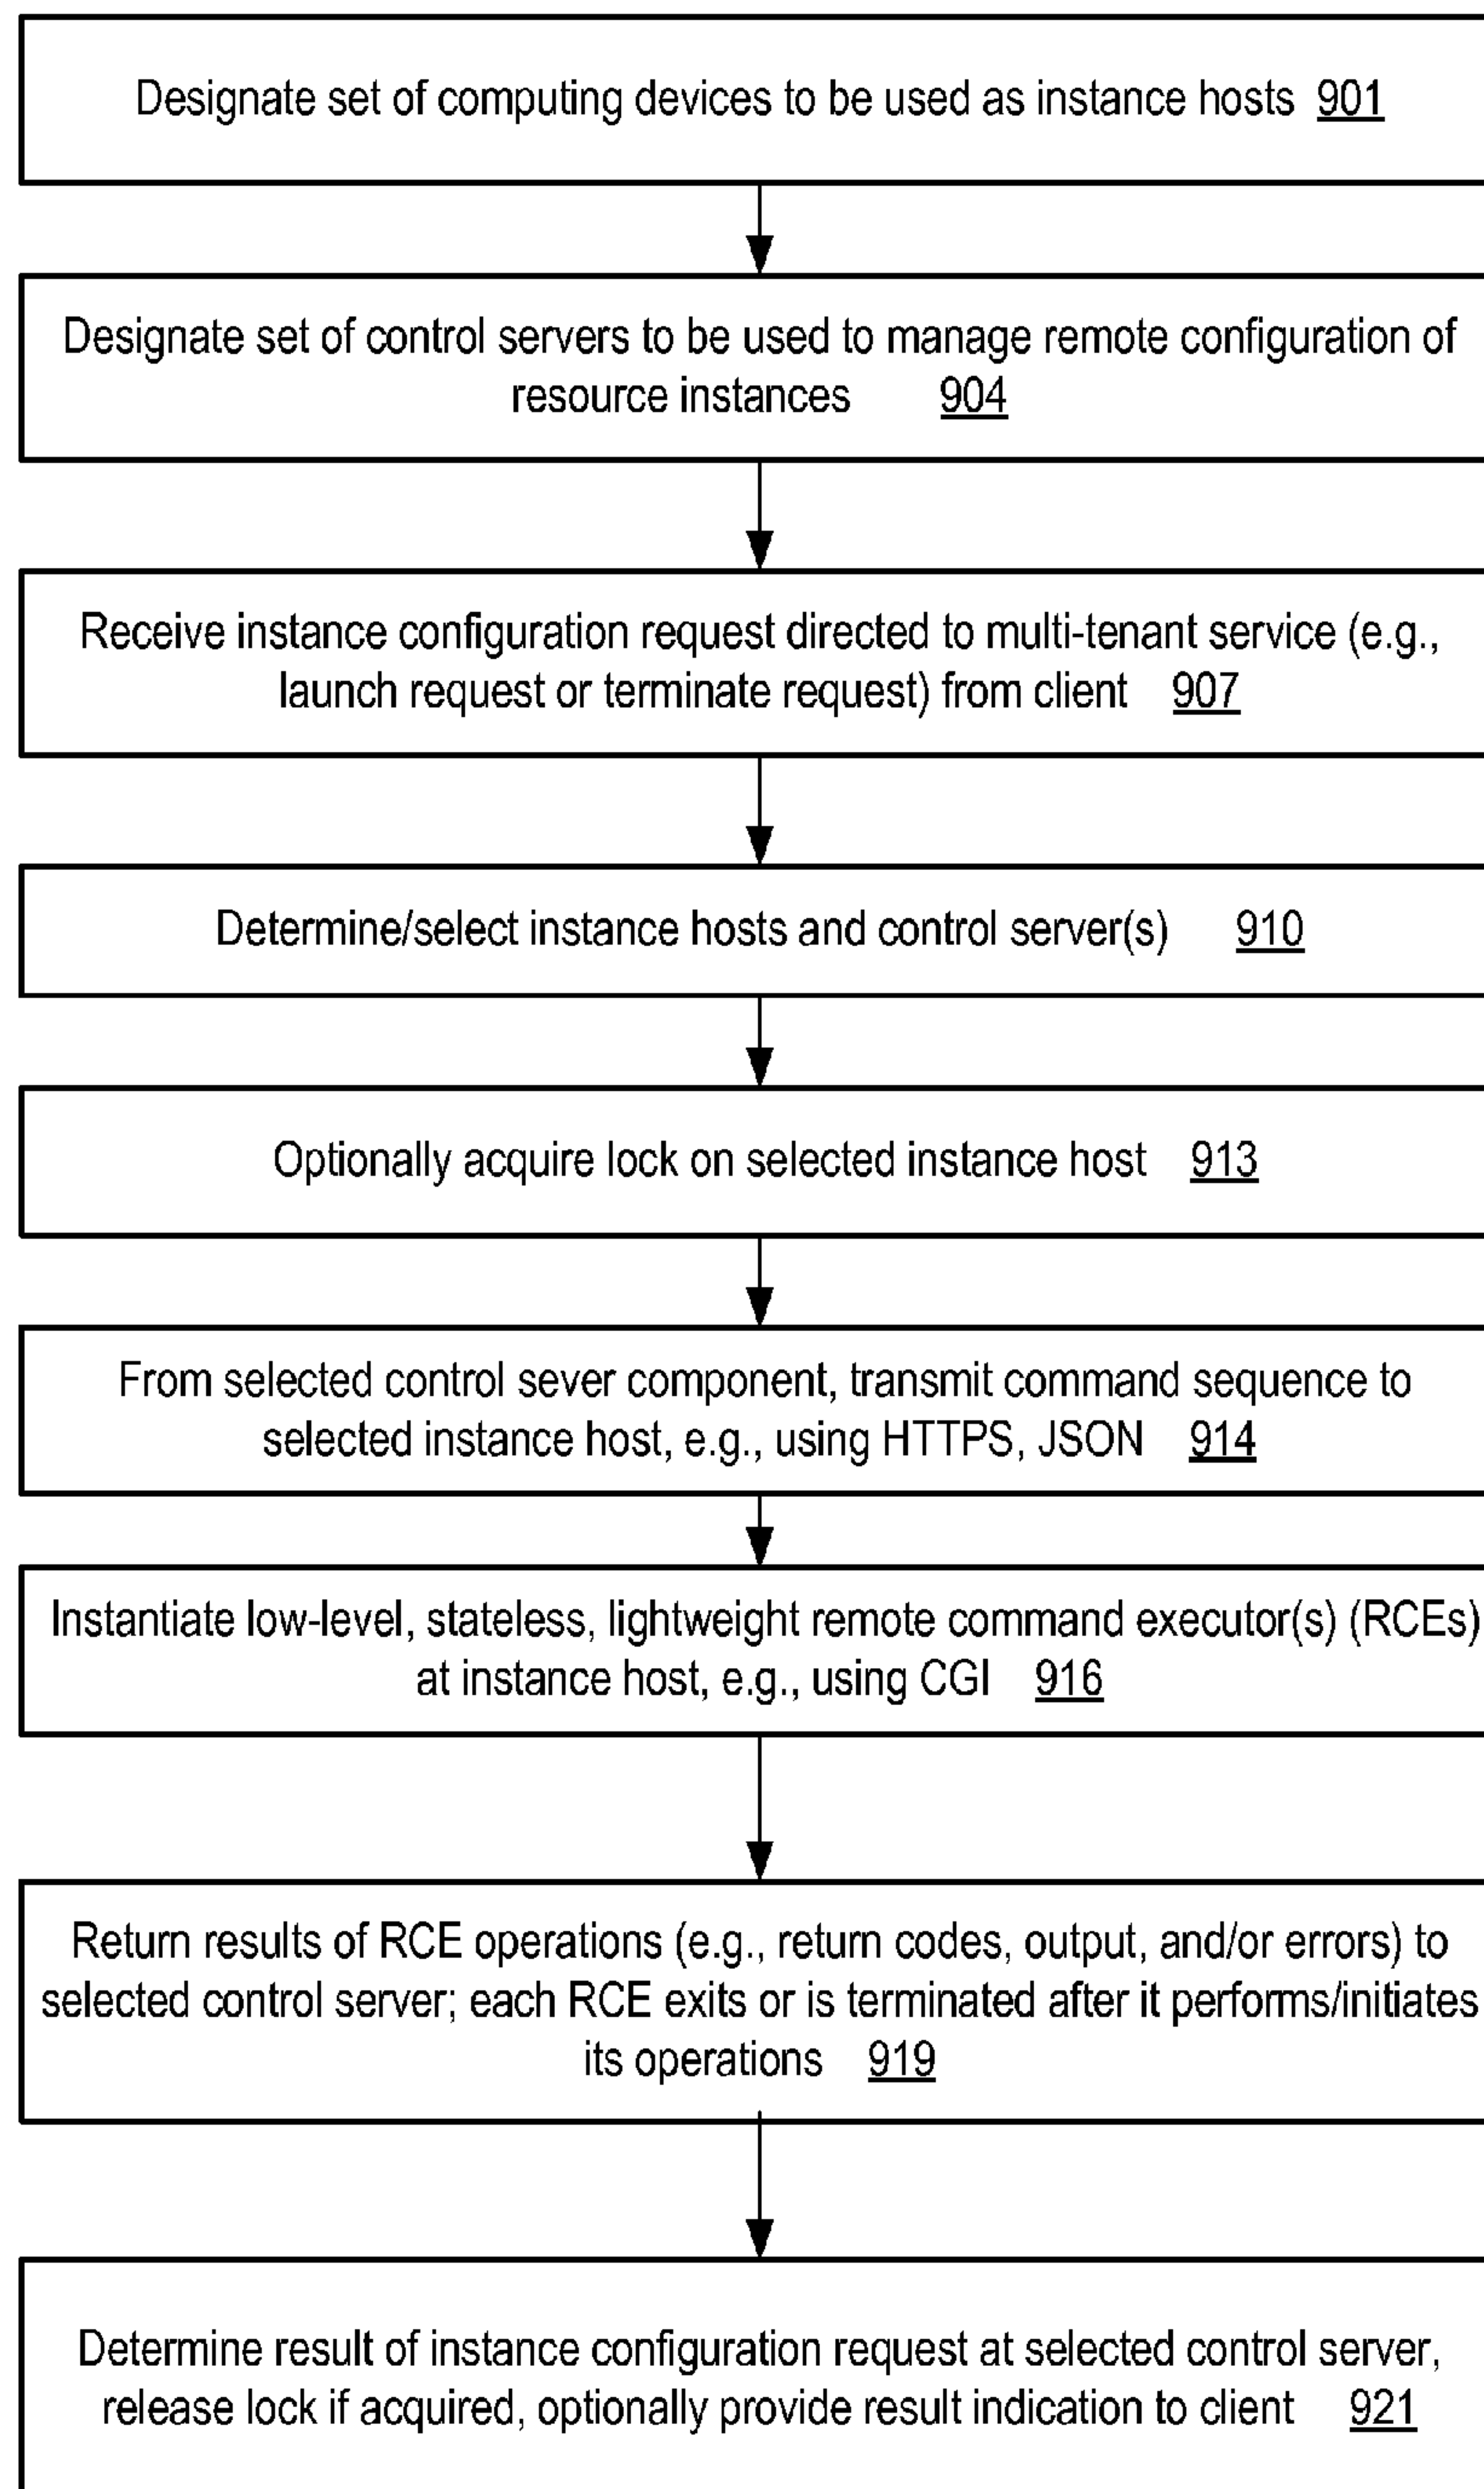 Designate set of computing devices to be used as instance hosts 901
Designate set of control servers to be used to manage remote configuration of
resource instances 904
Receive instance configuration request directed to multi-tenant service (e.g.,
launch request or terminate request) from client 907
Determine/select instance hosts and control server(s) 910
Optionally acquire lock on selected instance host 913
From selected control sever component, transmit command sequence to
selected instance host, e.g., using HTTPS, JSON 914
Instantiate low-level, stateless, lightweight remote command executor(s) (RCEs)
at instance host, e.g., using CGI 916
Return results of RCE operations (e.g., return codes, output, and/or errors) to
selected control server; each RCE exits or is terminated after it performs/initiates
its operations 919
Determine result of instance configuration request at selected control server,
release lock if acquired, optionally provide result indication to client 921